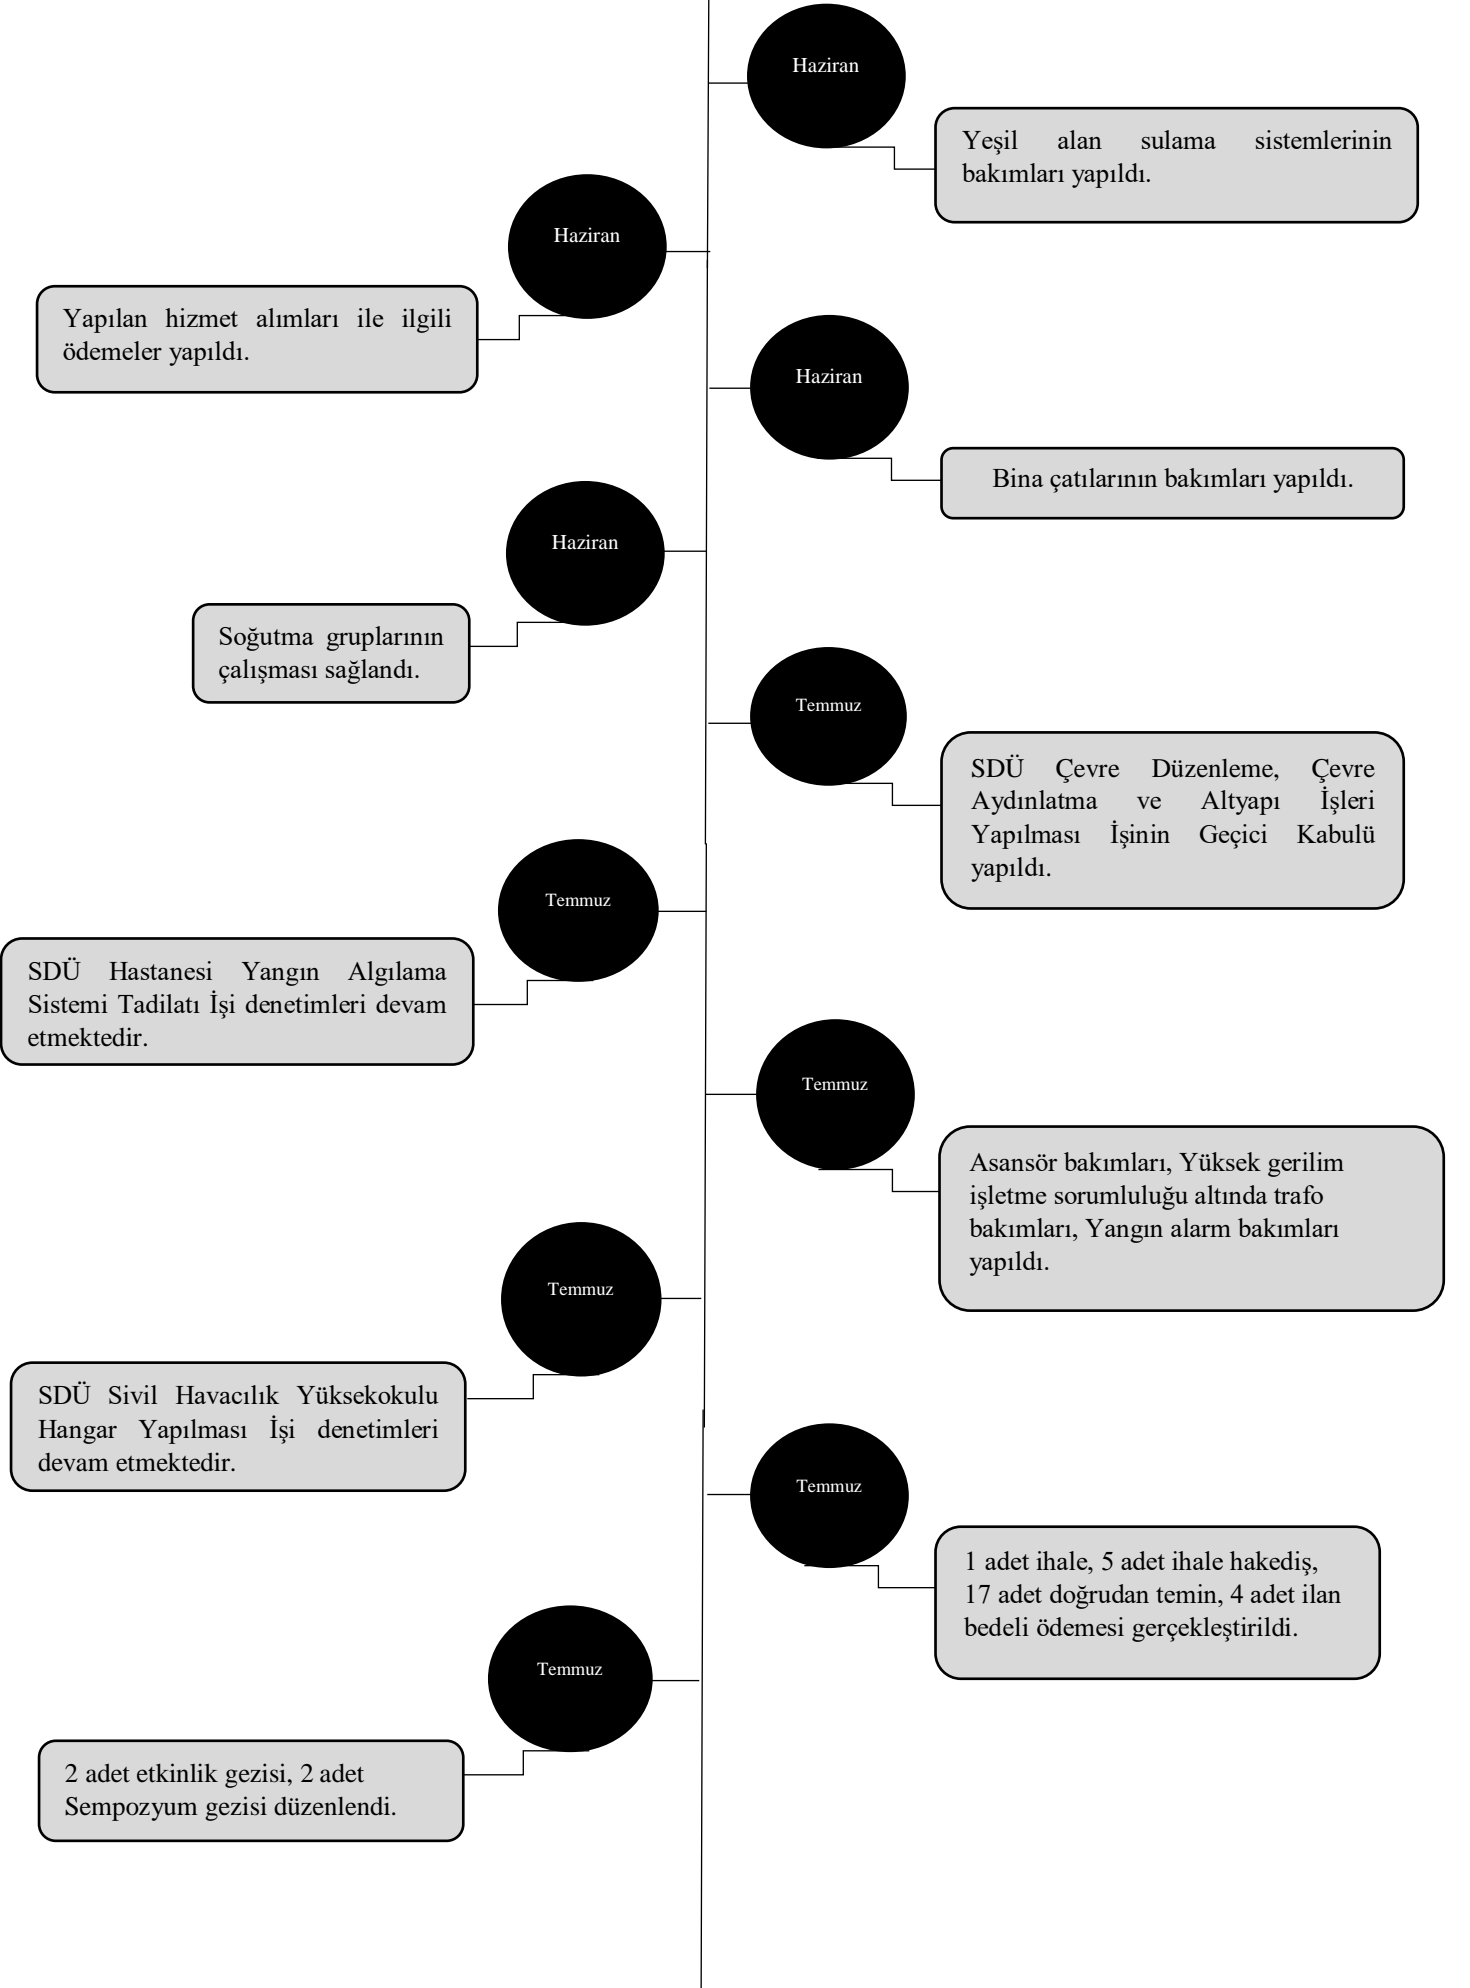 Haziran
Yeşil alan sulama sistemlerinin
bakımları yapıldı.
Haziran
Yapılan hizmet alımları ile ilgili
ödemeler yapıldı.
Haziran
Bina çatılarının bakımları yapıldı.
Haziran
Soğutma gruplarının
çalışması sağlandı.
Temmuz
SDÜ Çevre Düzenleme, Çevre
Aydınlatma ve Altyapı İşleri
Yapılması İşinin Geçici Kabulü
yapıldı.
Temmuz
SDÜ Hastanesi Yangın Algılama
Sistemi Tadilatı İşi denetimleri devam
etmektedir.
Temmuz
Asansör bakımları, Yüksek gerilim
işletme sorumluluğu altında trafo
bakımları, Yangın alarm bakımları
yapıldı.
Temmuz
SDÜ Sivil Havacılık Yüksekokulu
Hangar Yapılması İşi denetimleri
devam etmektedir.
Temmuz
1 adet ihale, 5 adet ihale hakediş,
17 adet doğrudan temin, 4 adet ilan
bedeli ödemesi gerçekleştirildi.
Temmuz
2 adet etkinlik gezisi, 2 adet
Sempozyum gezisi düzenlendi.